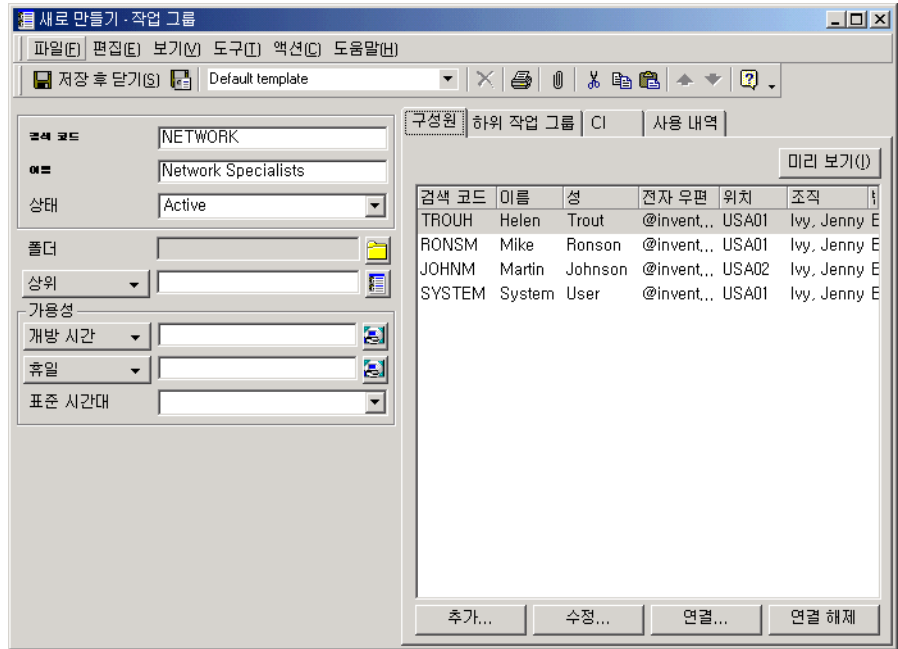 새로 만들기 - 작업 그룹
파일(F) 편집(E) 보기(V) 도구(T) 액션(C) 도움말(H)
저장 후 닫기(S) Default template
검색 코드 NETWORK
이름 Network Specialists
상태 Active
폴더
상위
가용성
개방 시간
휴일
표준 시간대
구성원 하위 작업 그룹 CI 사용 내역
미리 보기(I)
검색 코드 이름 성 전자 우편 위치 조직
TROUH Helen Trout @invent... USA01 Ivy, Jenny E
RONSM Mike Ronson @invent... USA01 Ivy, Jenny E
JOHNM Martin Johnson @invent... USA02 Ivy, Jenny E
SYSTEM System User @invent... USA01 Ivy, Jenny E
추가... 수정... 연결... 연결 해제